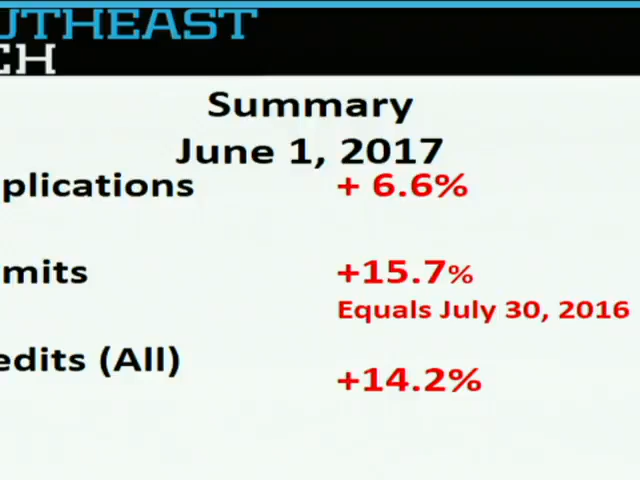 UTHEAST
CH
Summary
June 1, 2017
plications + 6.6%
mits +15.7%
Equals July 30, 2016
edits (All)
+14.2%